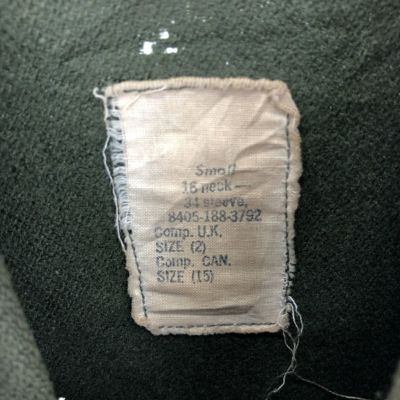 Small
16 neck—
34 sleeve,
8405-188-3792
Comp. U.K.
SIZE (2)
Comp. CAN.
SIZE (15)